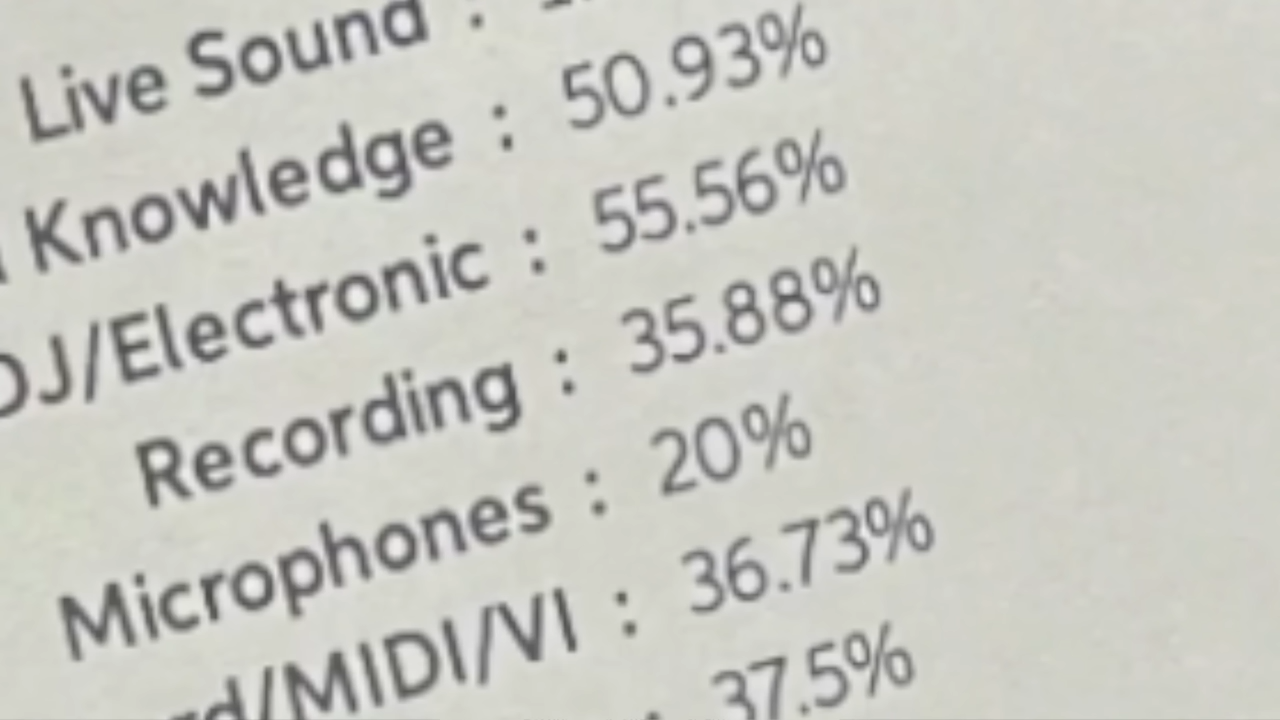 Live Sound :
Knowledge : 50.93%
DJ/Electronic : 55.56%
Recording : 35.88%
Microphones : 20%
/MIDI/VI : 36.73%
37.5%